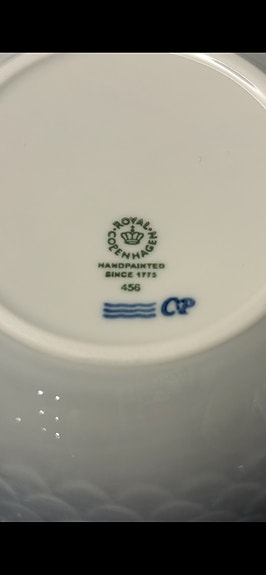 ROYAL
COPENHAGEN
HANDPAINTED
SINCE 1775
456
CP